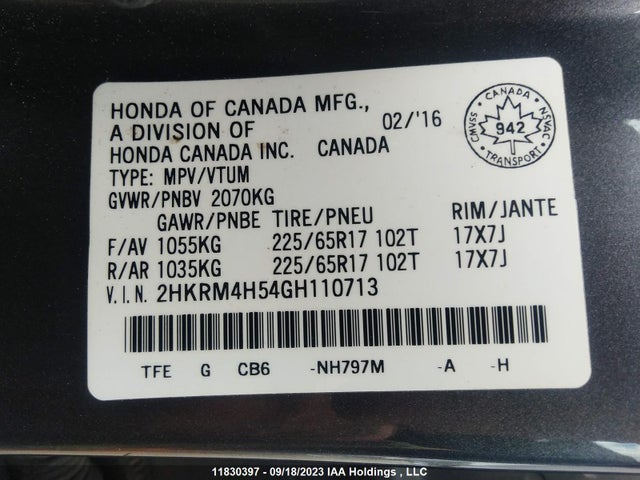 HONDA OF CANADA MFG.,
A DIVISION OF 02/'16
HONDA CANADA INC. CANADA
TYPE: MPV/VTUM
GVWR/PNBV 2070KG
GAWR/PNBE TIRE/PNEU RIM/JANTE
F/AV 1055KG 225/65R17 102T 17X7J
R/AR 1035KG 225/65R17 102T 17X7J
V.I.N. 2HKRM4H54GH110713
TFE G CB6 -NH797M -A -H
CANADA
CMVSS 942 NSVAC
TRANSPORT
11830397 - 09/18/2023 IAA Holdings , LLC